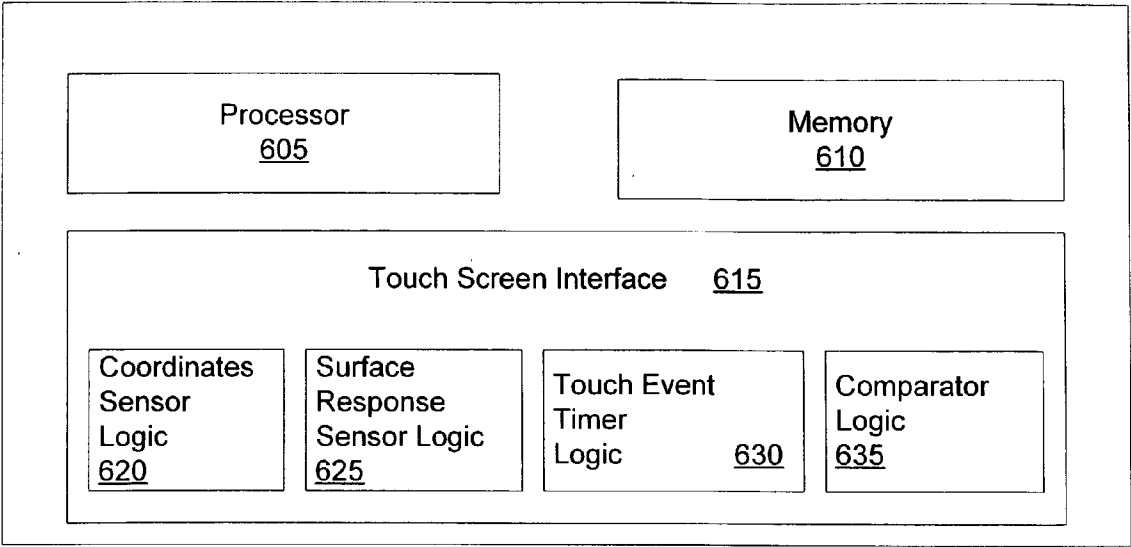 Processor
605
Memory
610
Touch Screen Interface 615
Coordinates
Sensor
Logic
620
Surface
Response
Sensor Logic
625
Touch Event
Timer
Logic 630
Comparator
Logic
635